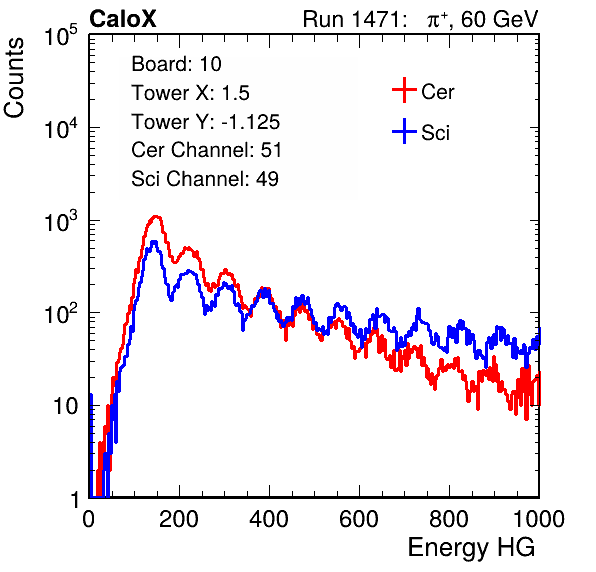 CaloX Run 1471: π⁺, 60 GeV
Counts
10⁵
10⁴
10³
10²
10
1
Board: 10
Tower X: 1.5
Tower Y: -1.125
Cer Channel: 51
Sci Channel: 49
Cer
Sci
0 200 400 600 800 1000
Energy HG